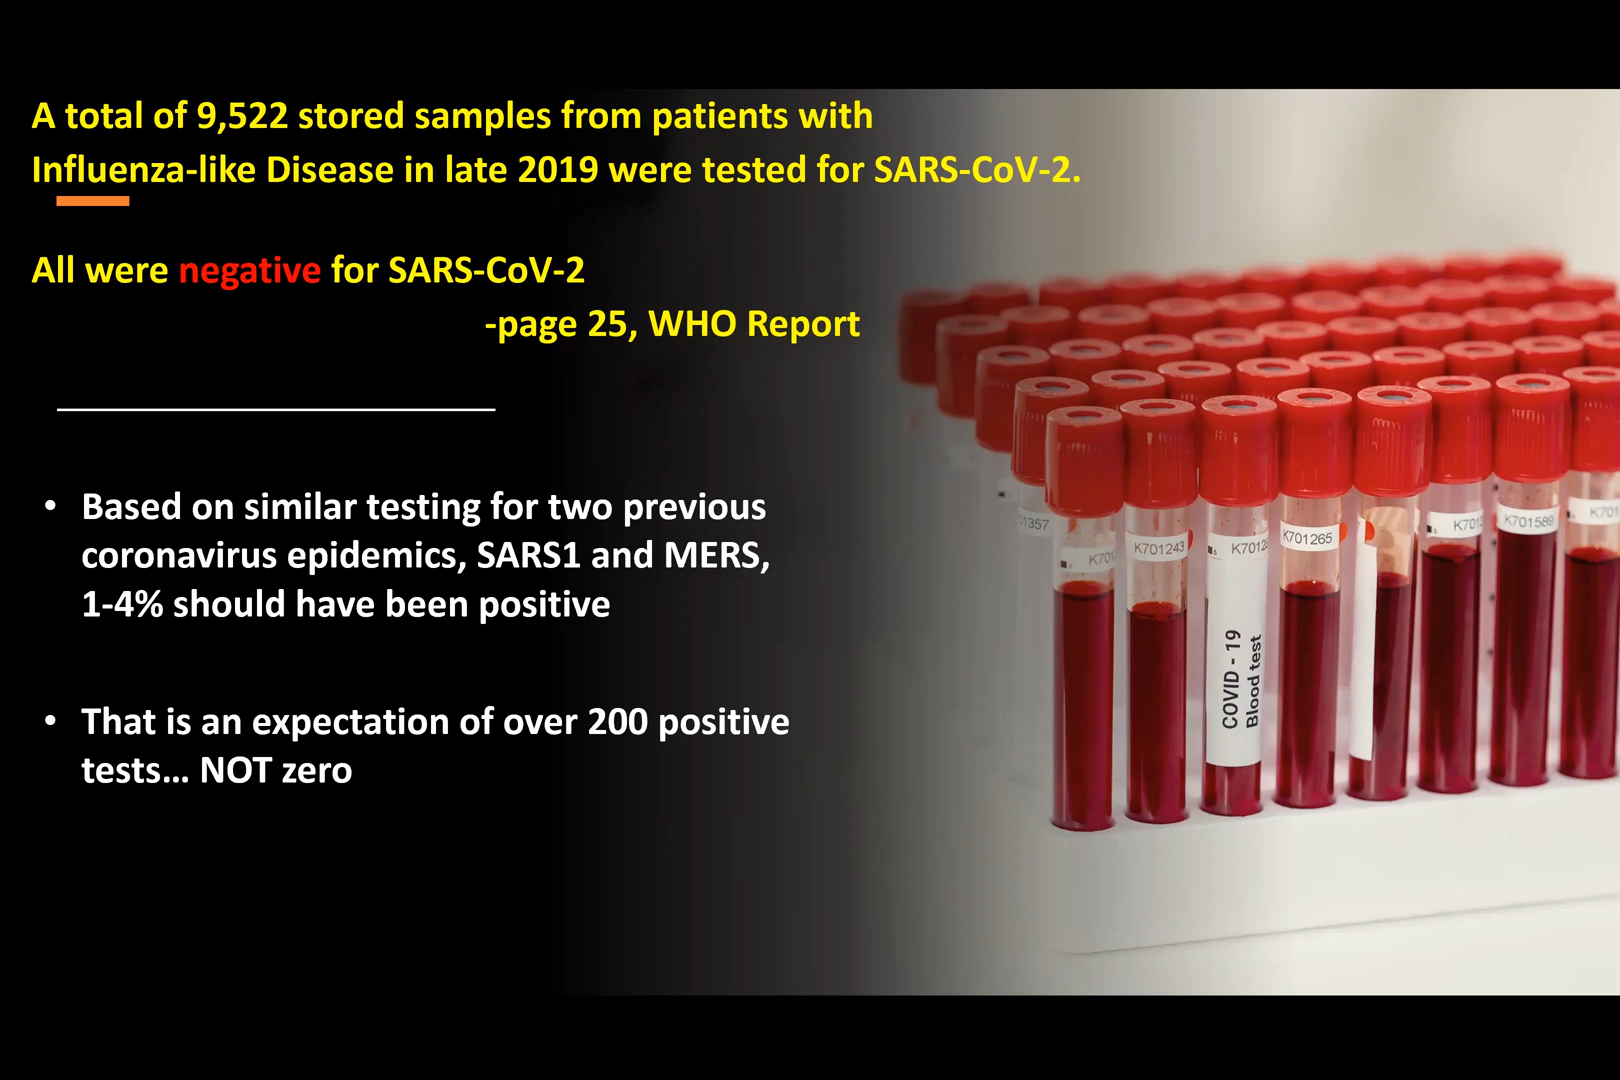 A total of 9,522 stored samples from patients with
Influenza-like Disease in late 2019 were tested for SARS-CoV-2.
All were negative for SARS-CoV-2
-page 25, WHO Report
• Based on similar testing for two previous
coronavirus epidemics, SARS1 and MERS,
1-4% should have been positive
• That is an expectation of over 200 positive
tests... NOT zero
K701243
K701265
K701589
COVID - 19
Blood test